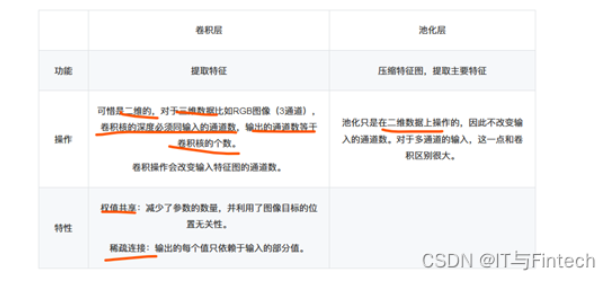 卷积层
池化层
功能
提取特征
压缩特征图，提取主要特征
操作
可惜是二维的，对于三维数据比如RGB图像（3通道），
卷积核的深度必须同输入的通道数，输出的通道数等于
卷积核的个数。
卷积操作会改变输入特征图的通道数。
池化只是在二维数据上操作的，因此不改变输
入的通道数。对于多通道的输入，这一点和卷
积区别很大。
特性
权值共享：减少了参数的数量，并利用了图像目标的位
置无关性。
稀疏连接：输出的每个值只依赖于输入的部分值。
CSDN @IT与Fintech